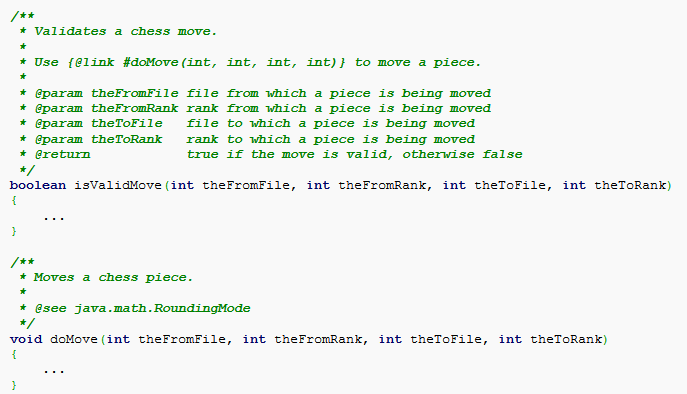 /**
 * Validates a chess move.
 *
 * Use {@link #doMove(int, int, int, int)} to move a piece.
 *
 * @param theFromFile file from which a piece is being moved
 * @param theFromRank rank from which a piece is being moved
 * @param theToFile   file to which a piece is being moved
 * @param theToRank   rank to which a piece is being moved
 * @return            true if the move is valid, otherwise false
 */
boolean isValidMove(int theFromFile, int theFromRank, int theToFile, int theToRank)
{
    ...
}

/**
 * Moves a chess piece.
 *
 * @see java.math.RoundingMode
 */
void doMove(int theFromFile, int theFromRank, int theToFile, int theToRank)
{
    ...
}